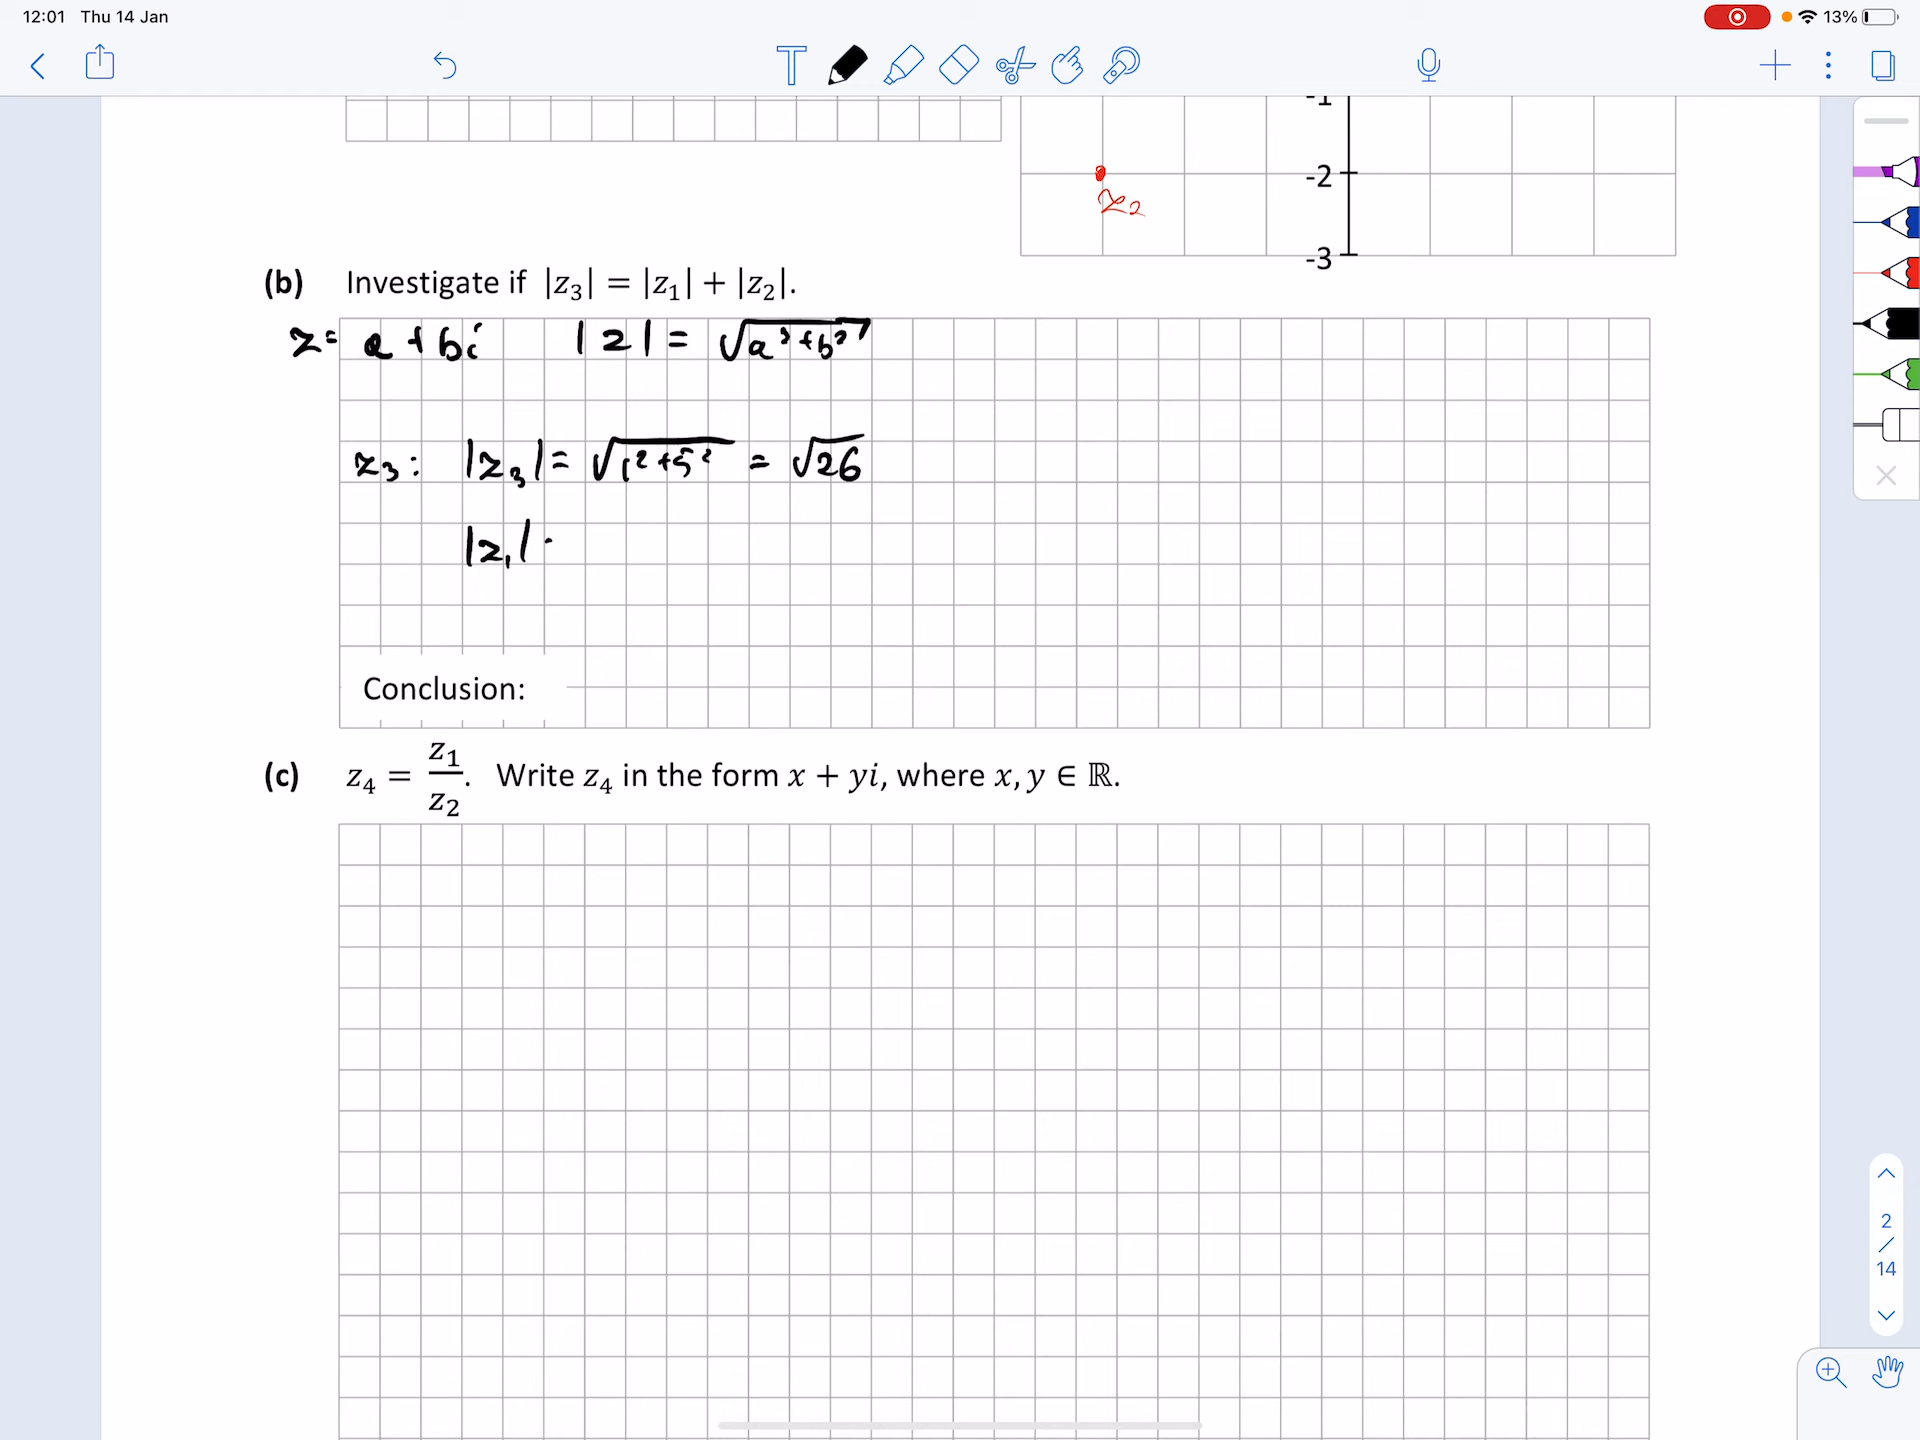 12:01 Thu 14 Jan
13%
T
-1
-2
z₂
-3
(b) Investigate if |z₃| = |z₁| + |z₂|.
z = a + bi |z| = √a²+b²
z₃: |z₃| = √1²+5² = √26
|z₁| -
Conclusion:
(c) z₄ = z₁/z₂. Write z₄ in the form x + yi, where x, y ∈ ℝ.
2
/
14